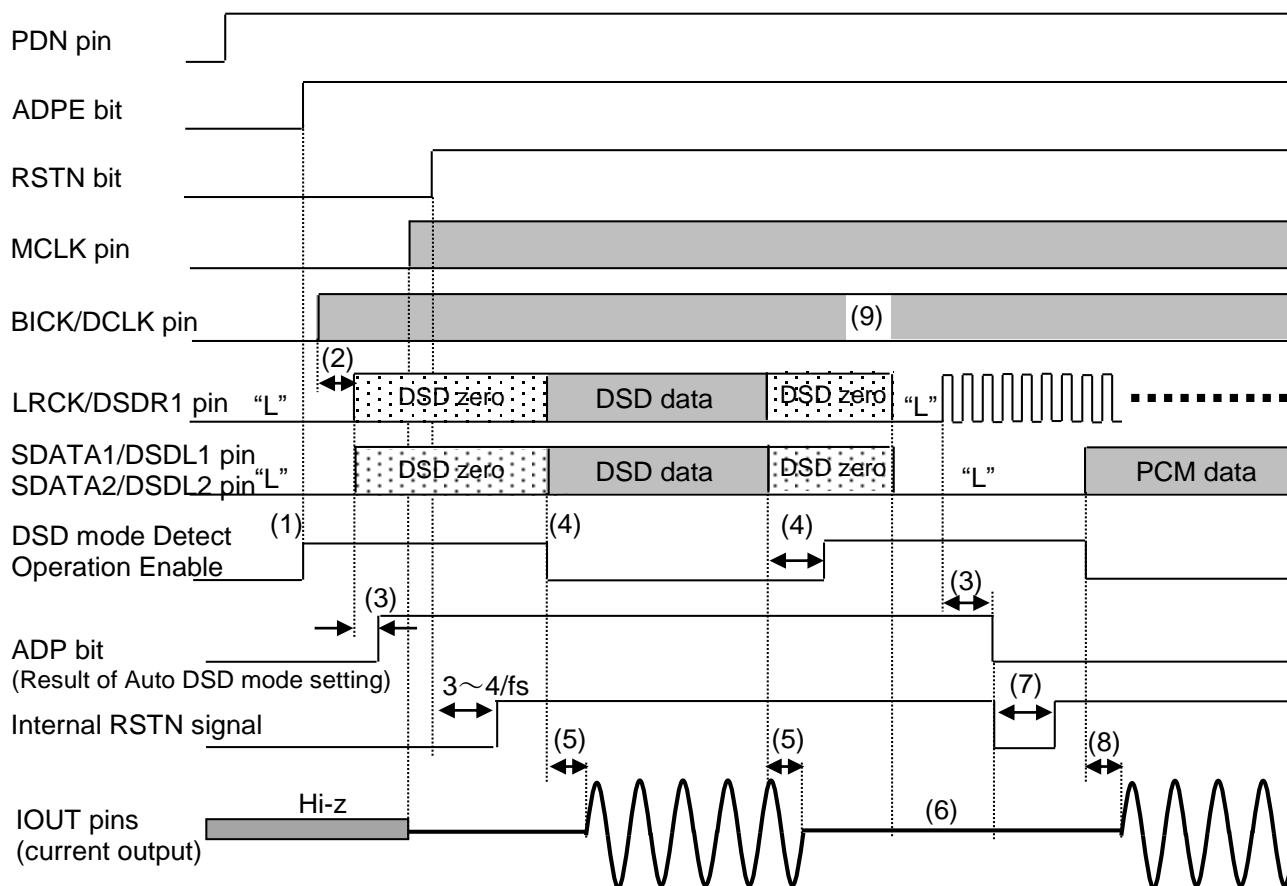 PDN pin
ADPE bit
RSTN bit
MCLK pin
BICK/DCLK pin
(9)
(2)
LRCK/DSDR1 pin “L” DSD zero DSD data DSD zero “L”
SDATA1/DSDL1 pin
SDATA2/DSDL2 pin “L” DSD zero DSD data DSD zero “L” PCM data
(1) (4) (4)
DSD mode Detect
Operation Enable
(3) (3)
ADP bit
(Result of Auto DSD mode setting)
3～4/fs (7)
Internal RSTN signal
(5) (5) (8)
Hi-z (6)
IOUT pins
(current output)